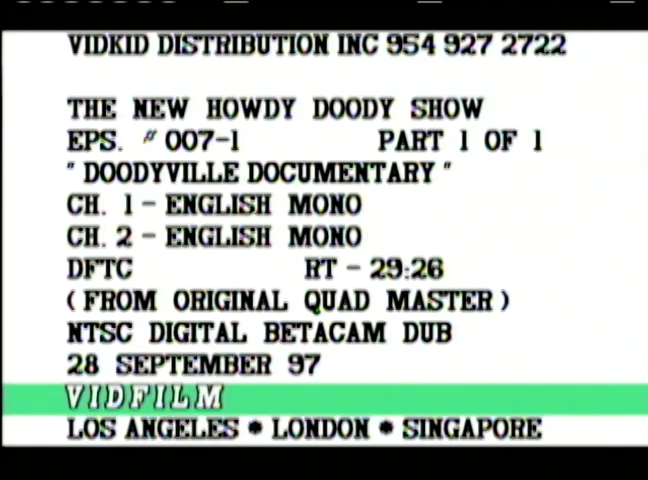 VIDKID DISTRIBUTION INC 954 927 2722
THE NEW HOWDY DOODY SHOW
EPS. # 007-1 PART 1 OF 1
" DOODYVILLE DOCUMENTARY "
CH. 1 - ENGLISH MONO
CH. 2 - ENGLISH MONO
DFTC RT - 29:26
( FROM ORIGINAL QUAD MASTER )
NTSC DIGITAL BETACAM DUB
28 SEPTEMBER 97
VIDFILM
LOS ANGELES • LONDON • SINGAPORE